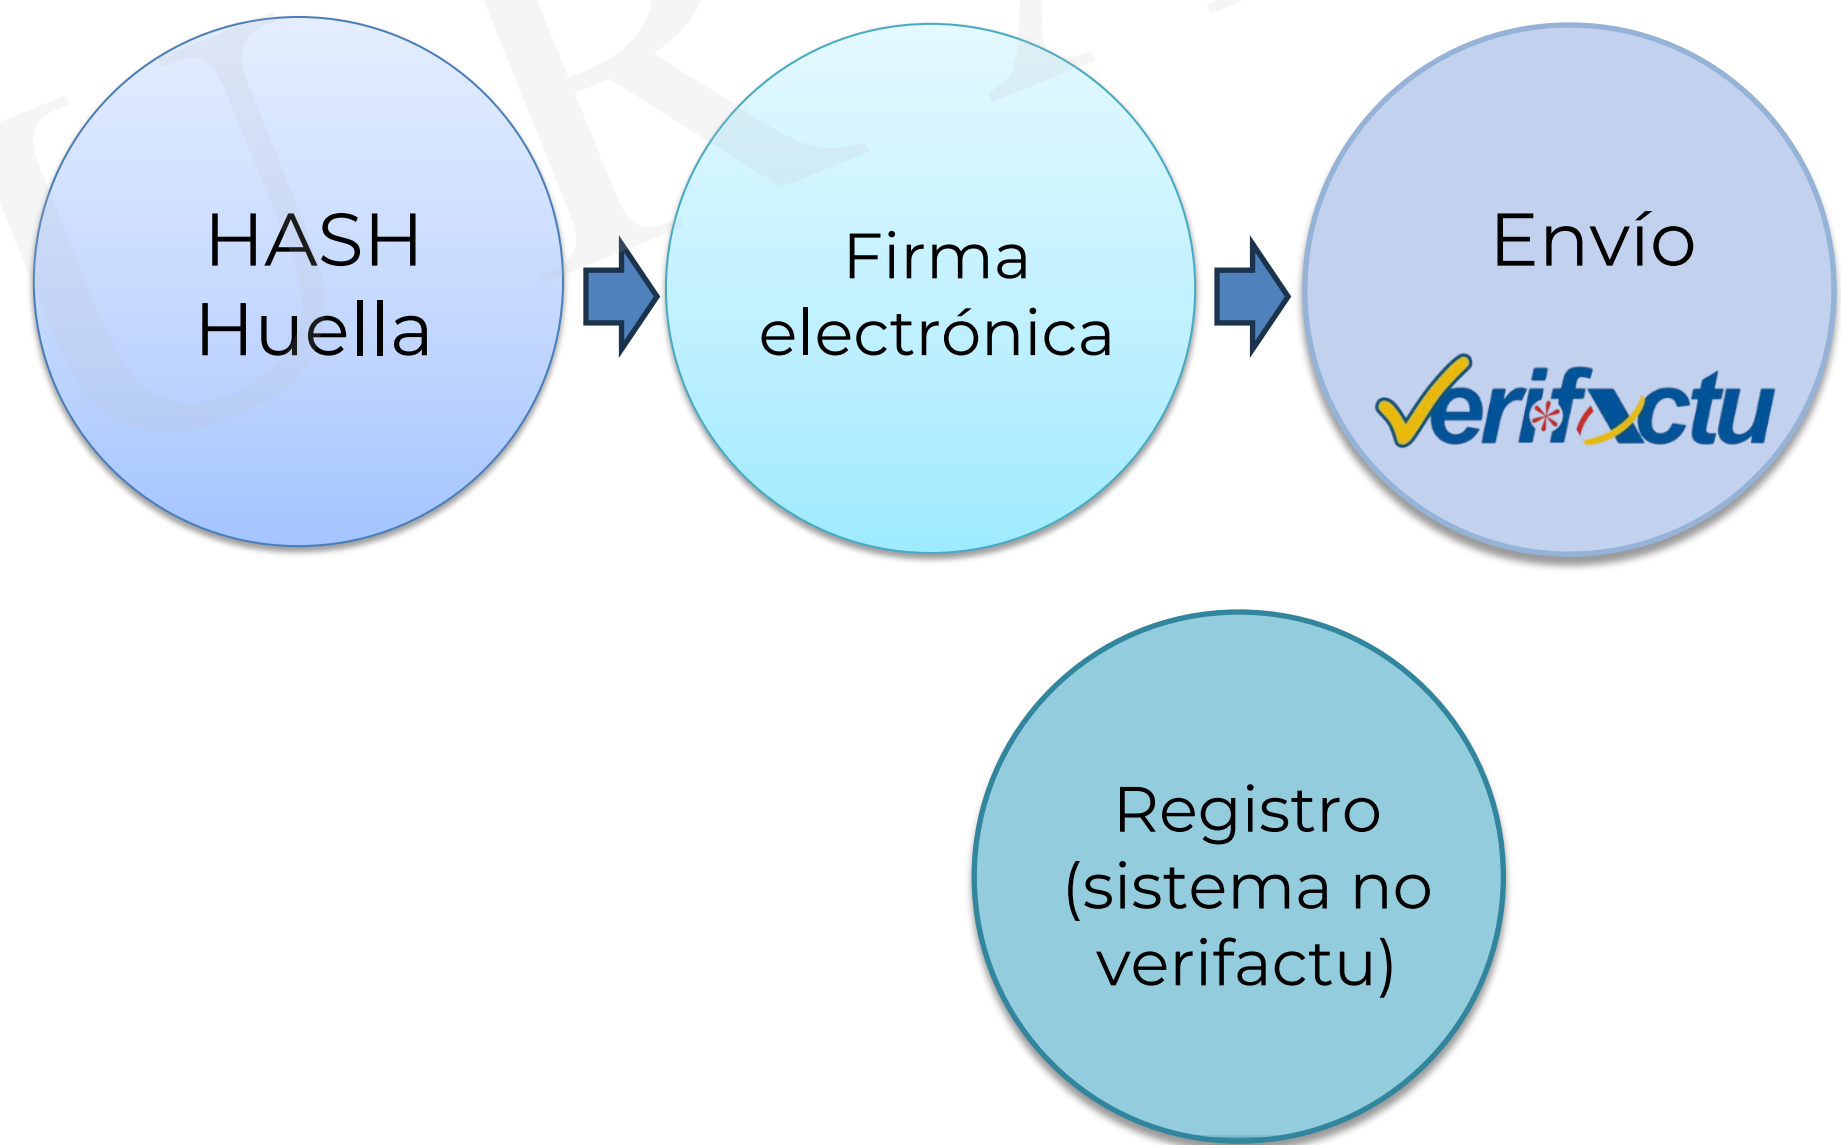 HASH
Huella
Firma
electrónica
Envío
Verifactu
Registro
(sistema no
verifactu)